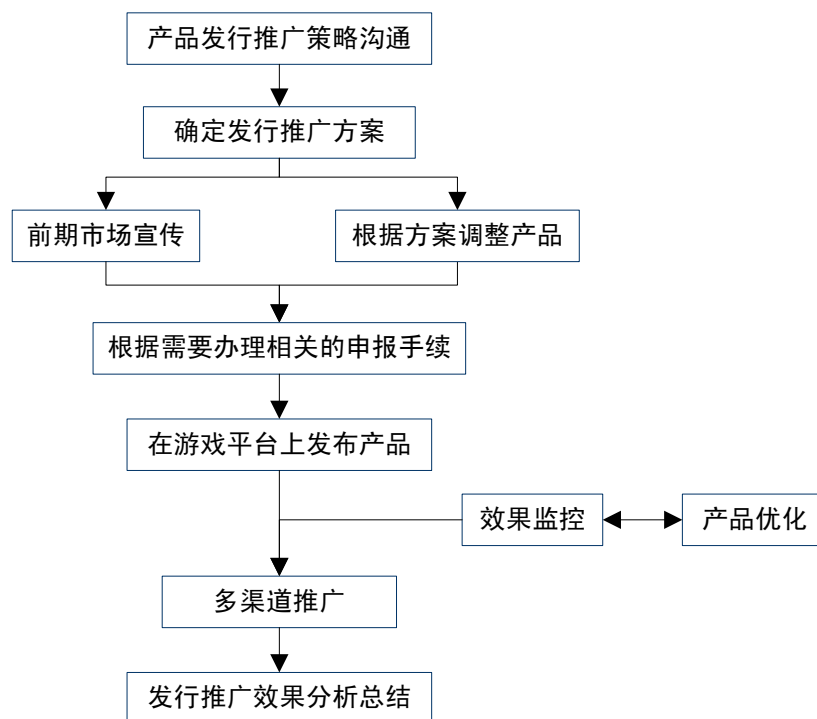 产品发行推广策略沟通
确定发行推广方案
前期市场宣传
根据方案调整产品
根据需要办理相关的申报手续
在游戏平台上发布产品
效果监控
产品优化
多渠道推广
发行推广效果分析总结